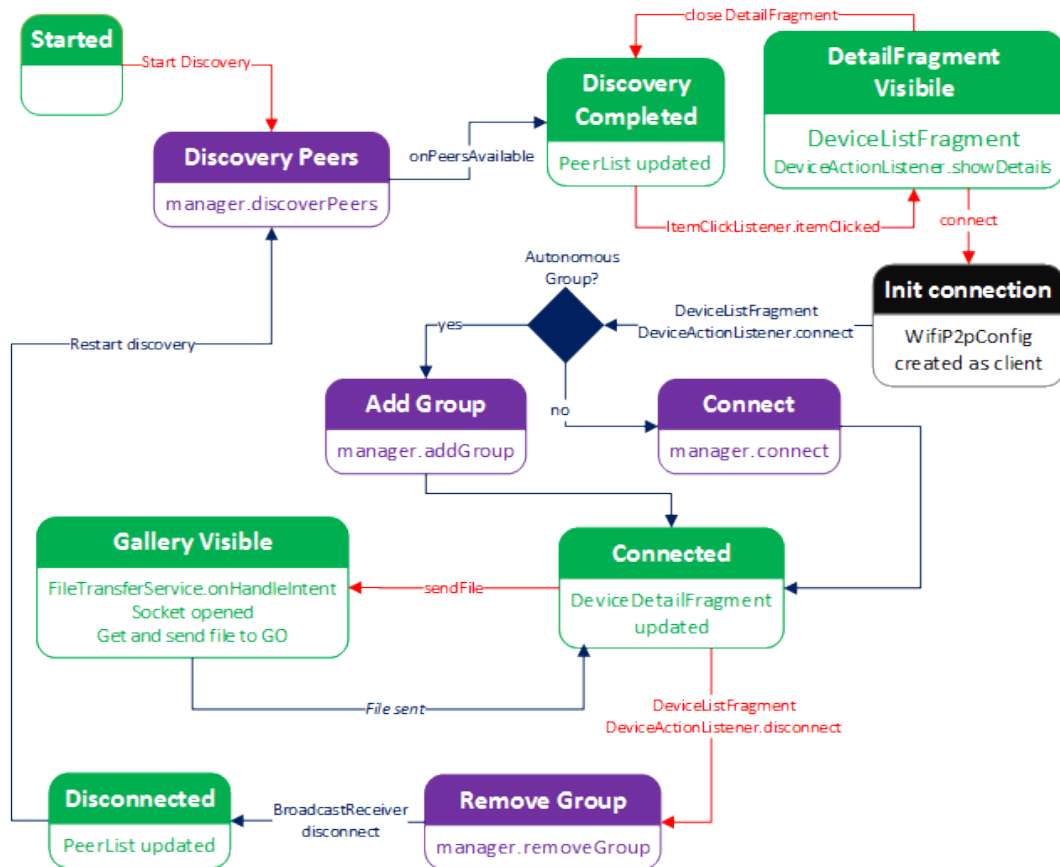 Started
Start Discovery
close DetailFragment
Discovery
Completed
PeerList updated
DetailFragment
Visibile
DeviceListFragment
DeviceActionListener.showDetails
Discovery Peers
manager.discoverPeers
onPeersAvailable
ItemClickListener.itemClicked
connect
Autonomous
Group?
Init connection
WifiP2pConfig
created as client
DeviceListFragment
DeviceActionListener.connect
yes
no
Restart discovery
Add Group
manager.addGroup
Connect
manager.connect
Gallery Visible
FileTransferService.onHandleIntent
Socket opened
Get and send file to GO
sendFile
Connected
DeviceDetailFragment
updated
File sent
DeviceListFragment
DeviceActionListener.disconnect
Disconnected
PeerList updated
BroadcastReceiver
disconnect
Remove Group
manager.removeGroup